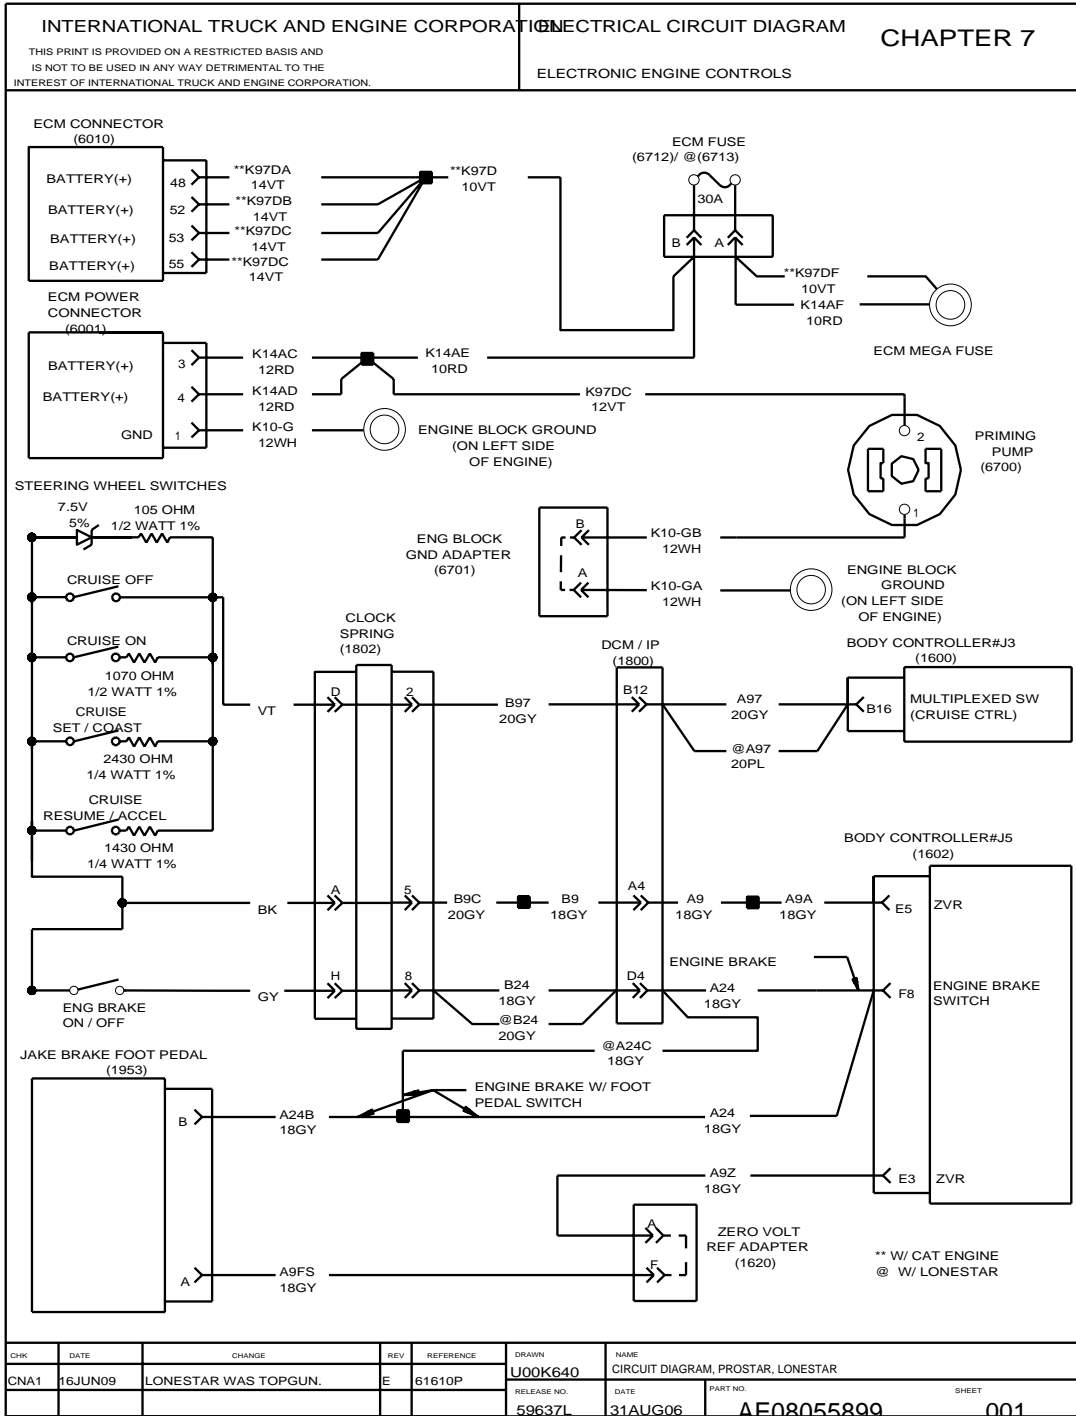 INTERNATIONAL TRUCK AND ENGINE CORPORATION
ELECTRICAL CIRCUIT DIAGRAM
CHAPTER 7
THIS PRINT IS PROVIDED ON A RESTRICTED BASIS AND
IS NOT TO BE USED IN ANY WAY DETRIMENTAL TO THE
INTEREST OF INTERNATIONAL TRUCK AND ENGINE CORPORATION.
ELECTRONIC ENGINE CONTROLS
ECM CONNECTOR
(6010)
BATTERY(+)
48
**K97DA
14VT
BATTERY(+)
52
**K97DB
14VT
BATTERY(+)
53
**K97DC
14VT
BATTERY(+)
55
**K97DC
14VT
**K97D
10VT
ECM FUSE
(6712)/ @(6713)
30A
B
A
**K97DF
10VT
K14AF
10RD
ECM MEGA FUSE
ECM POWER
CONNECTOR
(6001)
BATTERY(+)
3
K14AC
12RD
K14AE
10RD
BATTERY(+)
4
K14AD
12RD
K97DC
12VT
GND
1
K10-G
12WH
ENGINE BLOCK GROUND
(ON LEFT SIDE
OF ENGINE)
2
1
PRIMING
PUMP
(6700)
ENG BLOCK
GND ADAPTER
(6701)
B
K10-GB
12WH
A
K10-GA
12WH
ENGINE BLOCK
GROUND
(ON LEFT SIDE
OF ENGINE)
STEERING WHEEL SWITCHES
7.5V
5%
105 OHM
1/2 WATT 1%
CRUISE OFF
CRUISE ON
1070 OHM
1/2 WATT 1%
CRUISE
SET / COAST
2430 OHM
1/4 WATT 1%
CRUISE
RESUME / ACCEL
1430 OHM
1/4 WATT 1%
CLOCK
SPRING
(1802)
DCM / IP
(1800)
BODY CONTROLLER#J3
(1600)
VT
D
2
B97
20GY
B12
A97
20GY
@A97
20PL
B16
MULTIPLEXED SW
(CRUISE CTRL)
BODY CONTROLLER#J5
(1602)
BK
A
5
B9C
20GY
B9
18GY
A4
A9
18GY
A9A
18GY
E5
ZVR
ENG BRAKE
ON / OFF
GY
H
8
B24
18GY
@B24
20GY
D4
ENGINE BRAKE
A24
18GY
F8
ENGINE BRAKE
SWITCH
@A24C
18GY
JAKE BRAKE FOOT PEDAL
(1953)
ENGINE BRAKE W/ FOOT
PEDAL SWITCH
B
A24B
18GY
A24
18GY
A9Z
18GY
E3
ZVR
A
F
ZERO VOLT
REF ADAPTER
(1620)
A
A9FS
18GY
** W/ CAT ENGINE
@ W/ LONESTAR
CHK
DATE
CHANGE
REV
REFERENCE
DRAWN
NAME
CNA1
16JUN09
LONESTAR WAS TOPGUN.
E
61610P
U00K640
CIRCUIT DIAGRAM, PROSTAR, LONESTAR
RELEASE NO.
DATE
PART NO.
SHEET
59637L
31AUG06
AE08055899
001